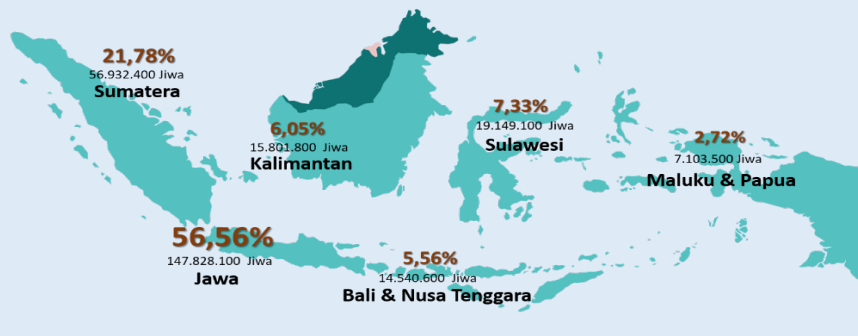 21,78%
56.932.400 Jiwa
Sumatera
6,05%
15.801.800 Jiwa
Kalimantan
7,33%
19.149.100 Jiwa
Sulawesi
2,72%
7.103.500 Jiwa
Maluku & Papua
56,56%
147.828.100 Jiwa
Jawa
5,56%
14.540.600 Jiwa
Bali & Nusa Tenggara